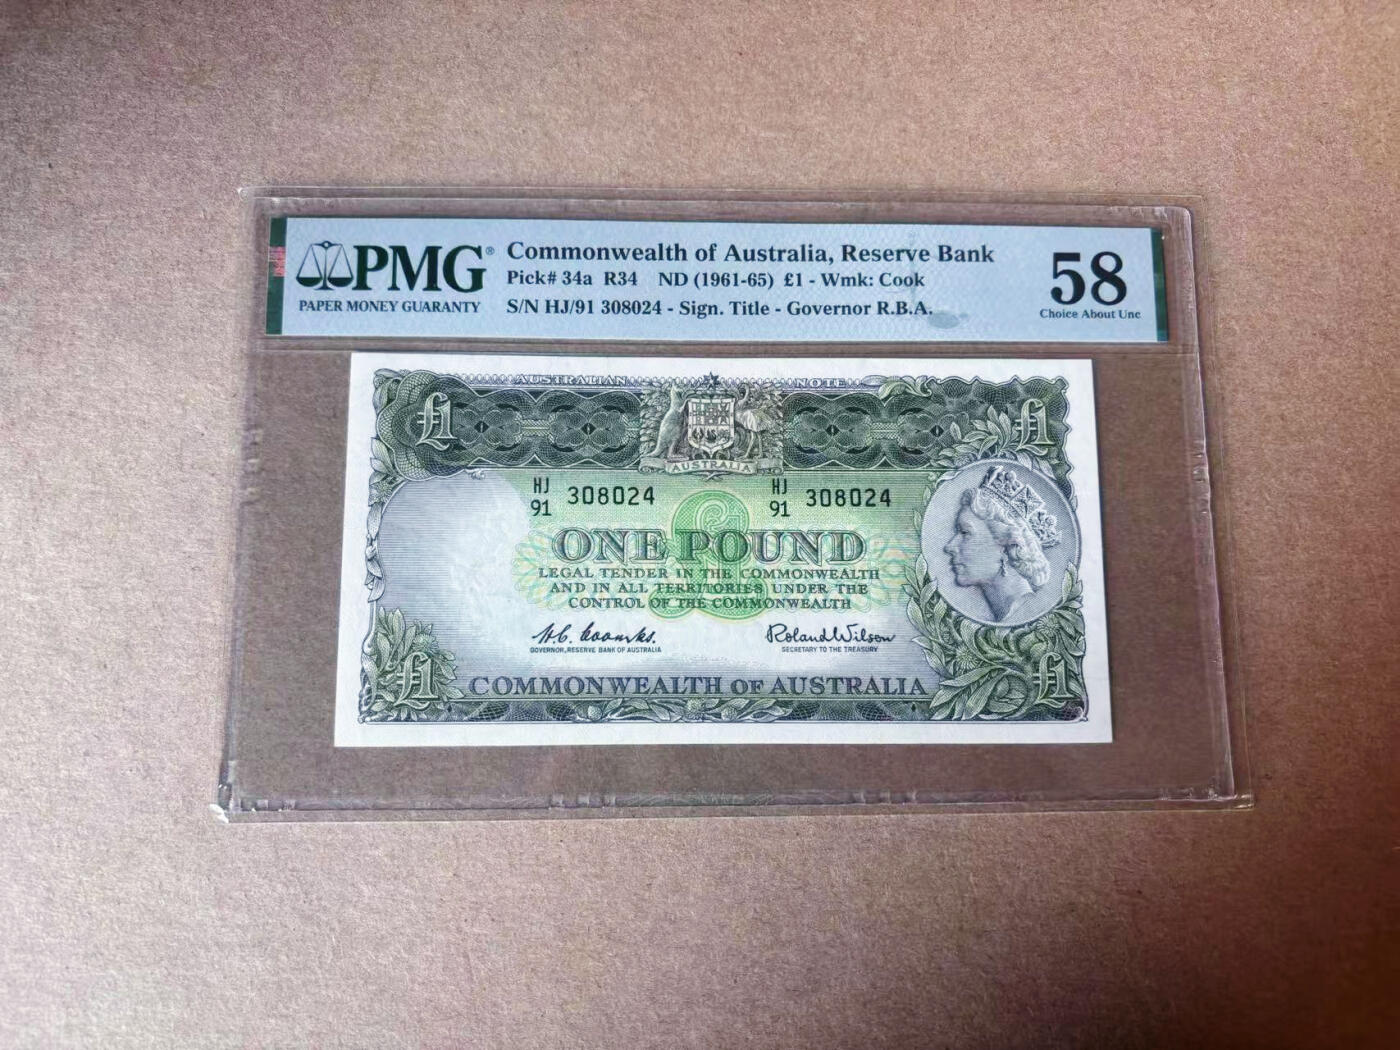 PMG®
PAPER MONEY GUARANTY
Commonwealth of Australia, Reserve Bank
Pick# 34a R34 ND (1961-65) £1 - Wmk: Cook
S/N HJ/91 308024 - Sign. Title - Governor R.B.A.
58
Choice About Unc
AUSTRALIAN NOTE
£1 £1
AUSTRALIA
HJ
91 308024 HJ
91 308024
ONE POUND
LEGAL TENDER IN THE COMMONWEALTH
AND IN ALL TERRITORIES UNDER THE
CONTROL OF THE COMMONWEALTH
H.C. Coombs. Roland Wilson
GOVERNOR, RESERVE BANK OF AUSTRALIA SECRETARY TO THE TREASURY
£1 £1
COMMONWEALTH OF AUSTRALIA